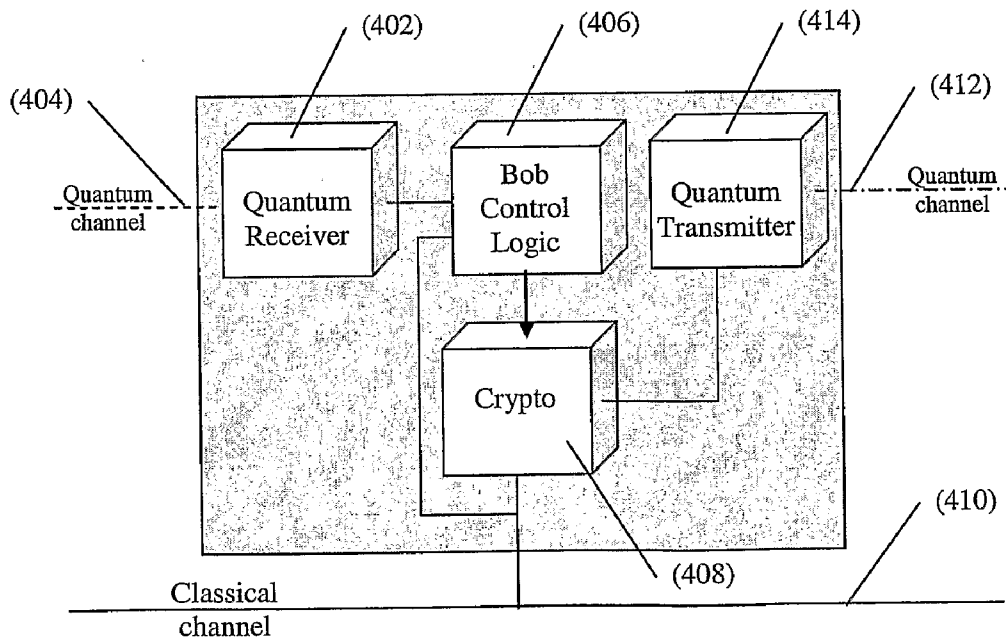 (402)
(406)
(414)
(404)
(412)
Quantum
channel
Quantum
Receiver
Bob
Control
Logic
Quantum
Transmitter
Quantum
channel
Crypto
(410)
(408)
Classical
channel